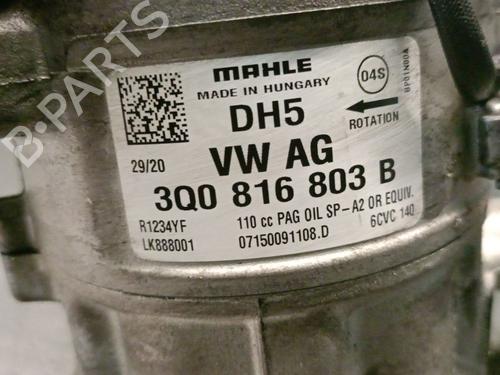 B-PARTS
MAHLE
MADE IN HUNGARY
04S
DH5
ROTATION
29/20
VW AG
3Q0 816 803 B
R1234YF
110 cc PAG OIL SP-A2 OR EQUIV.
LK888001
07150091108.D
6CVC 140